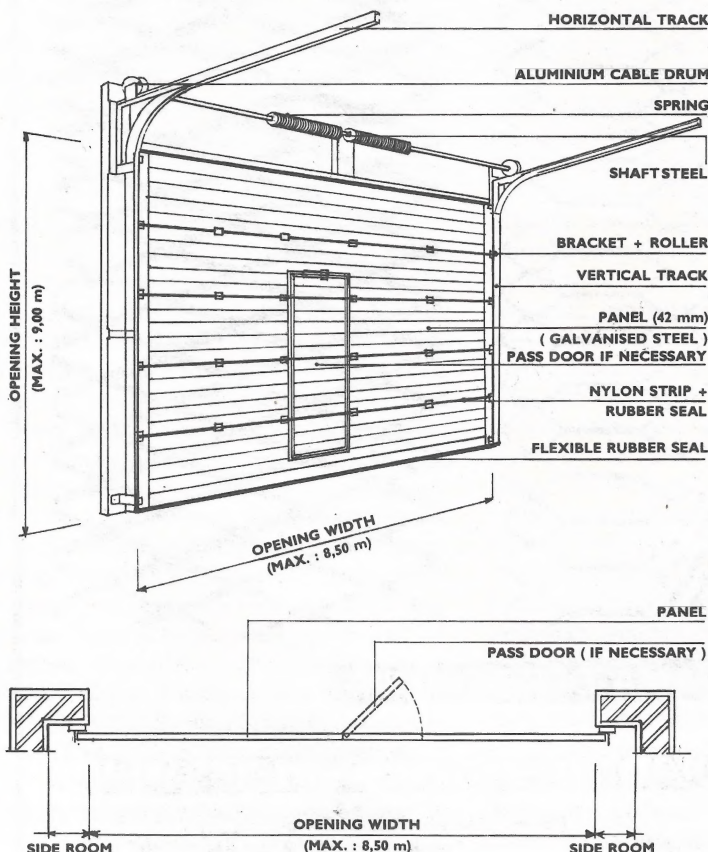 HORIZONTAL TRACK
ALUMINIUM CABLE DRUM
SPRING
SHAFT STEEL
BRACKET + ROLLER
VERTICAL TRACK
PANEL (42 mm)
( GALVANISED STEEL )
PASS DOOR IF NECESSARY
NYLON STRIP +
RUBBER SEAL
FLEXIBLE RUBBER SEAL
OPENING HEIGHT
(MAX. : 9,00 m)
OPENING WIDTH
(MAX. : 8,50 m)
PANEL
PASS DOOR ( IF NECESSARY )
OPENING WIDTH
SIDE ROOM (MAX. : 8,50 m) SIDE ROOM